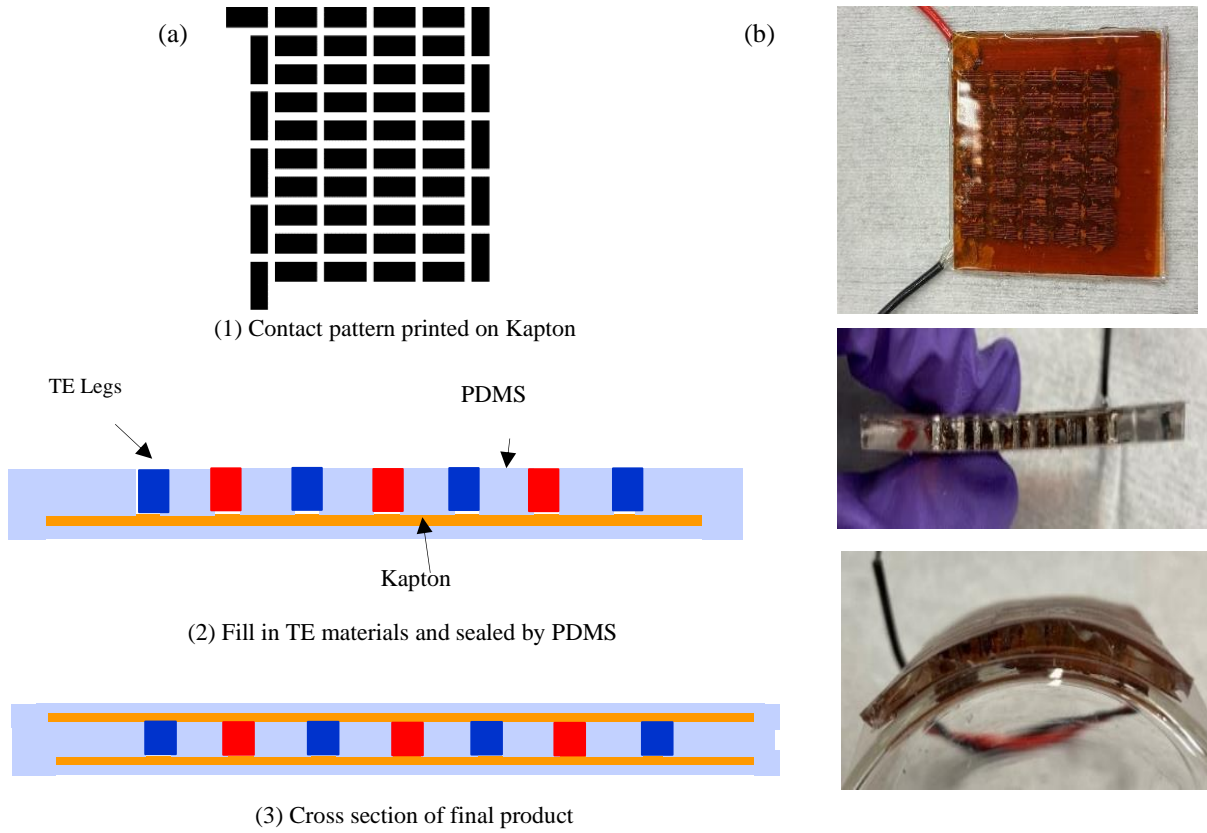 (a)
(b)
(1) Contact pattern printed on Kapton
TE Legs
PDMS
Kapton
(2) Fill in TE materials and sealed by PDMS
(3) Cross section of final product